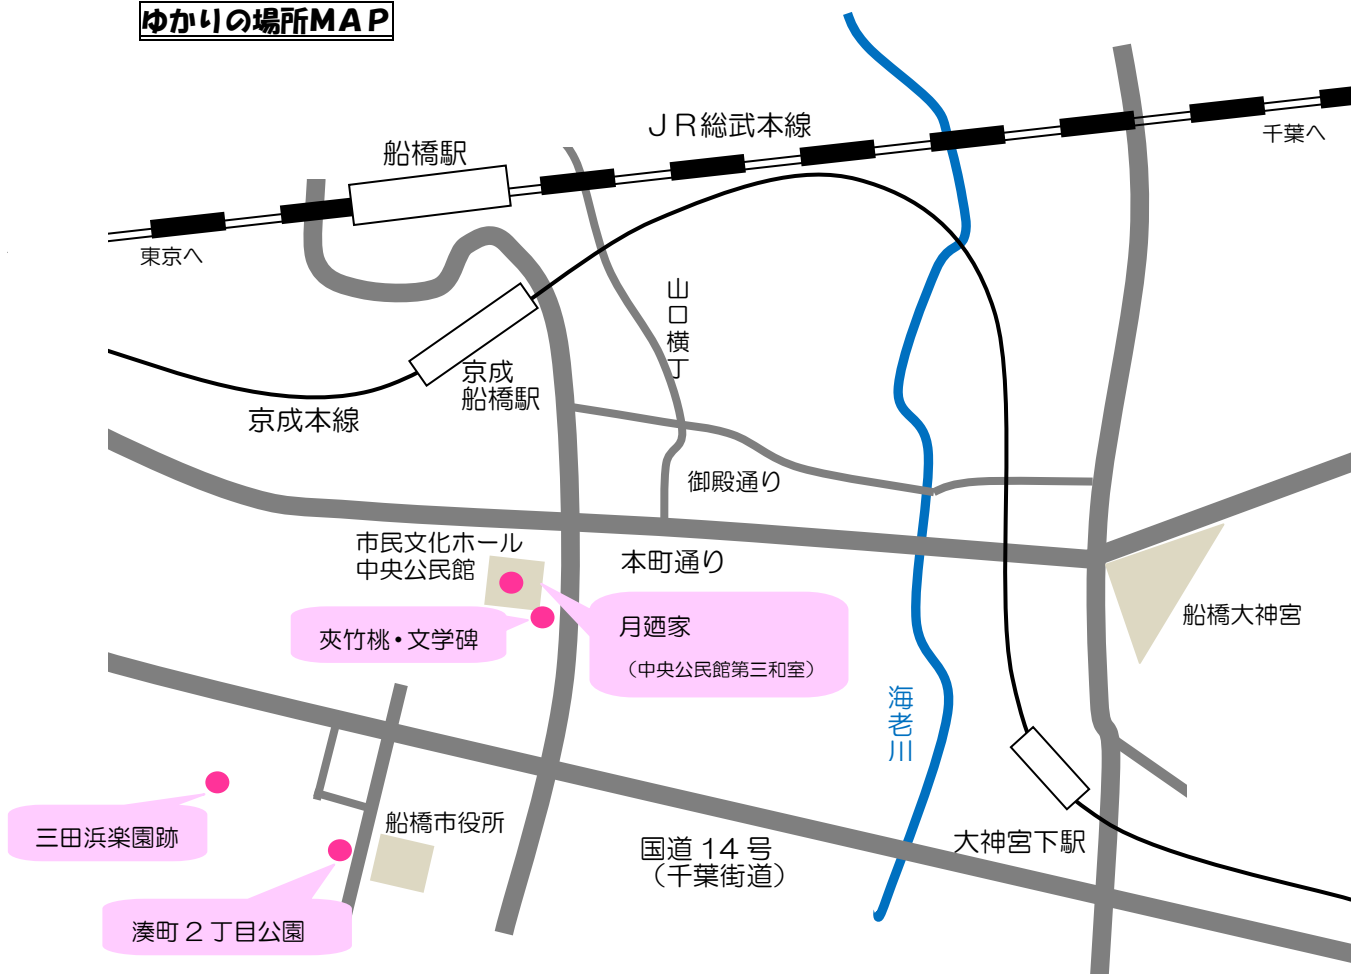 ゆかりの場所MAP
JR総武本線
千葉へ
船橋駅
東京へ
山口横丁
京成
船橋駅
京成本線
御殿通り
市民文化ホール
中央公民館
本町通り
月廼家
（中央公民館第三和室）
夾竹桃・文学碑
船橋大神宮
海老川
三田浜楽園跡
船橋市役所
国道14号
（千葉街道）
大神宮下駅
湊町2丁目公園